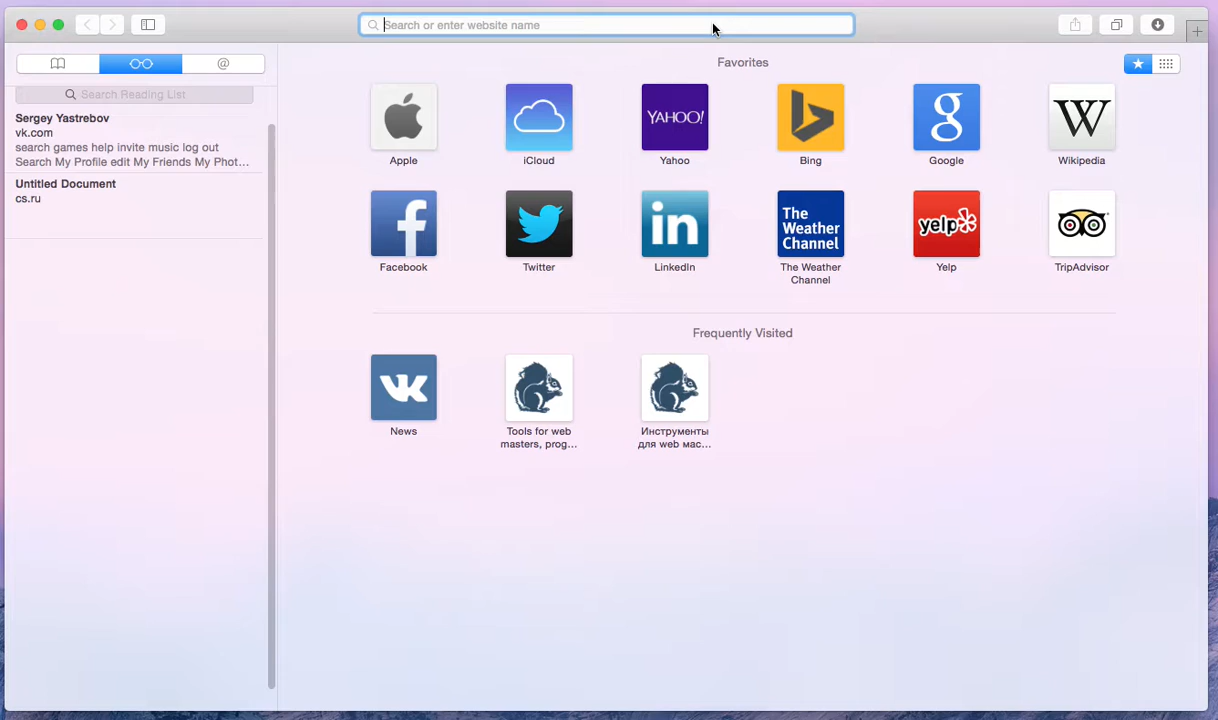 Search or enter website name
@
Search Reading List
Sergey Yastrebov
vk.com
search games help invite music log out
Search My Profile edit My Friends My Phot...
Untitled Document
cs.ru
Favorites
YAHOO!
g
W
Apple
iCloud
Yahoo
Bing
Google
Wikipedia
f
in
The
Weather
Channel
yelp
Facebook
Twitter
LinkedIn
The Weather
Channel
Yelp
TripAdvisor
Frequently Visited
News
Tools for web
masters, prog...
Инструменты
для web мас...